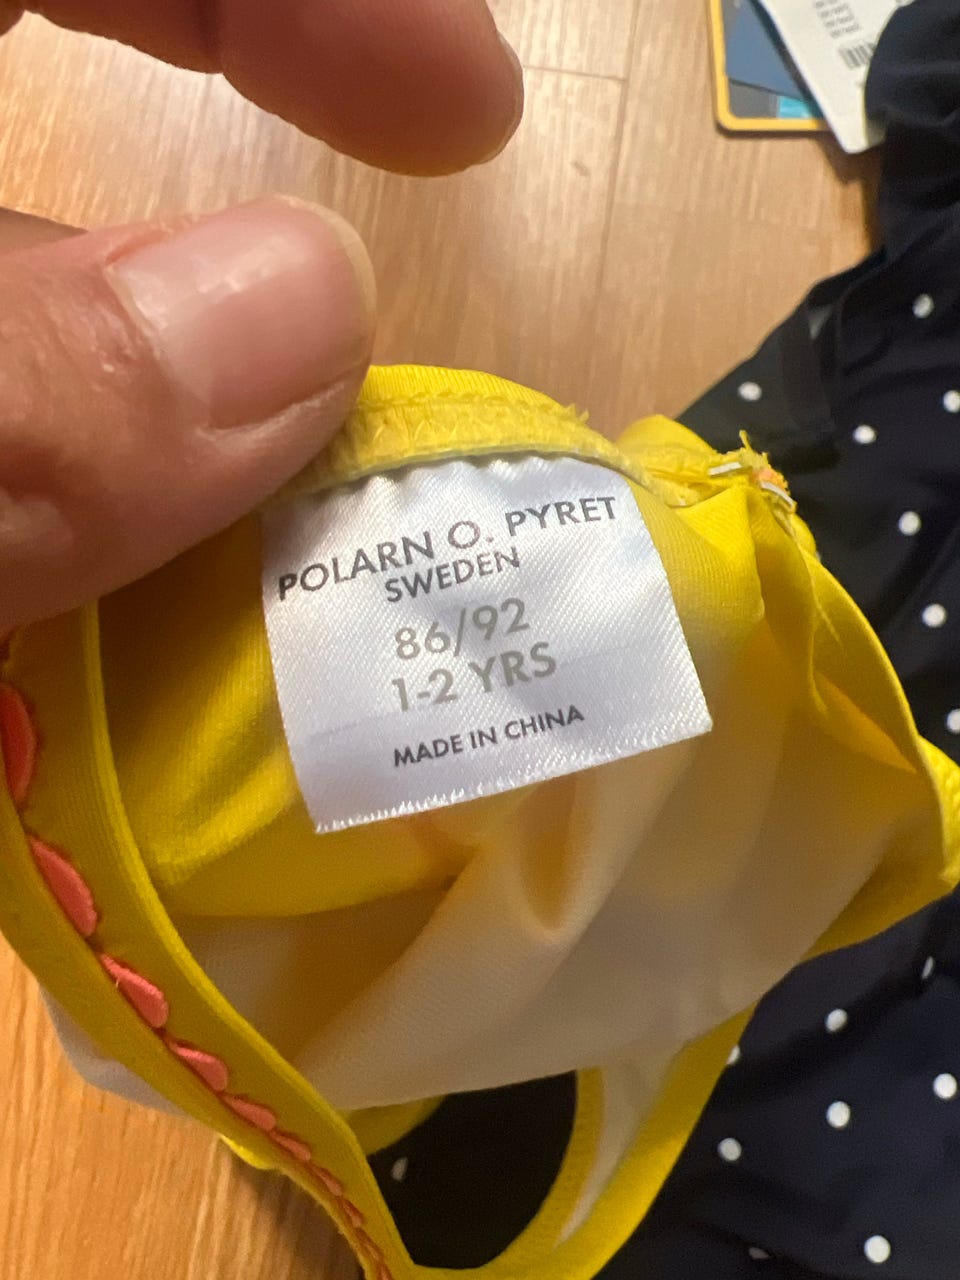 POLARN O. PYRET
SWEDEN
86/92
1-2 YRS
MADE IN CHINA